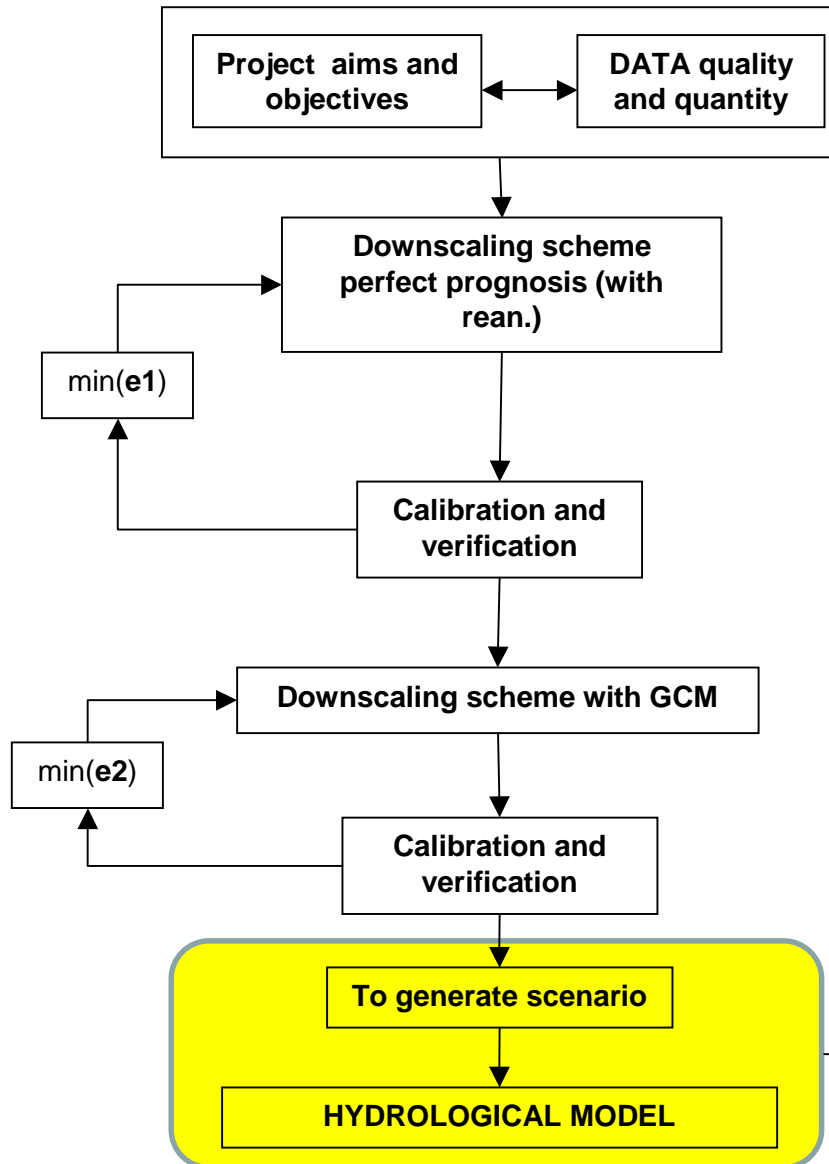 Project aims and
objectives
DATA quality
and quantity
Downscaling scheme
perfect prognosis (with
rean.)
min(e1)
Calibration and
verification
Downscaling scheme with GCM
min(e2)
Calibration and
verification
To generate scenario
HYDROLOGICAL MODEL